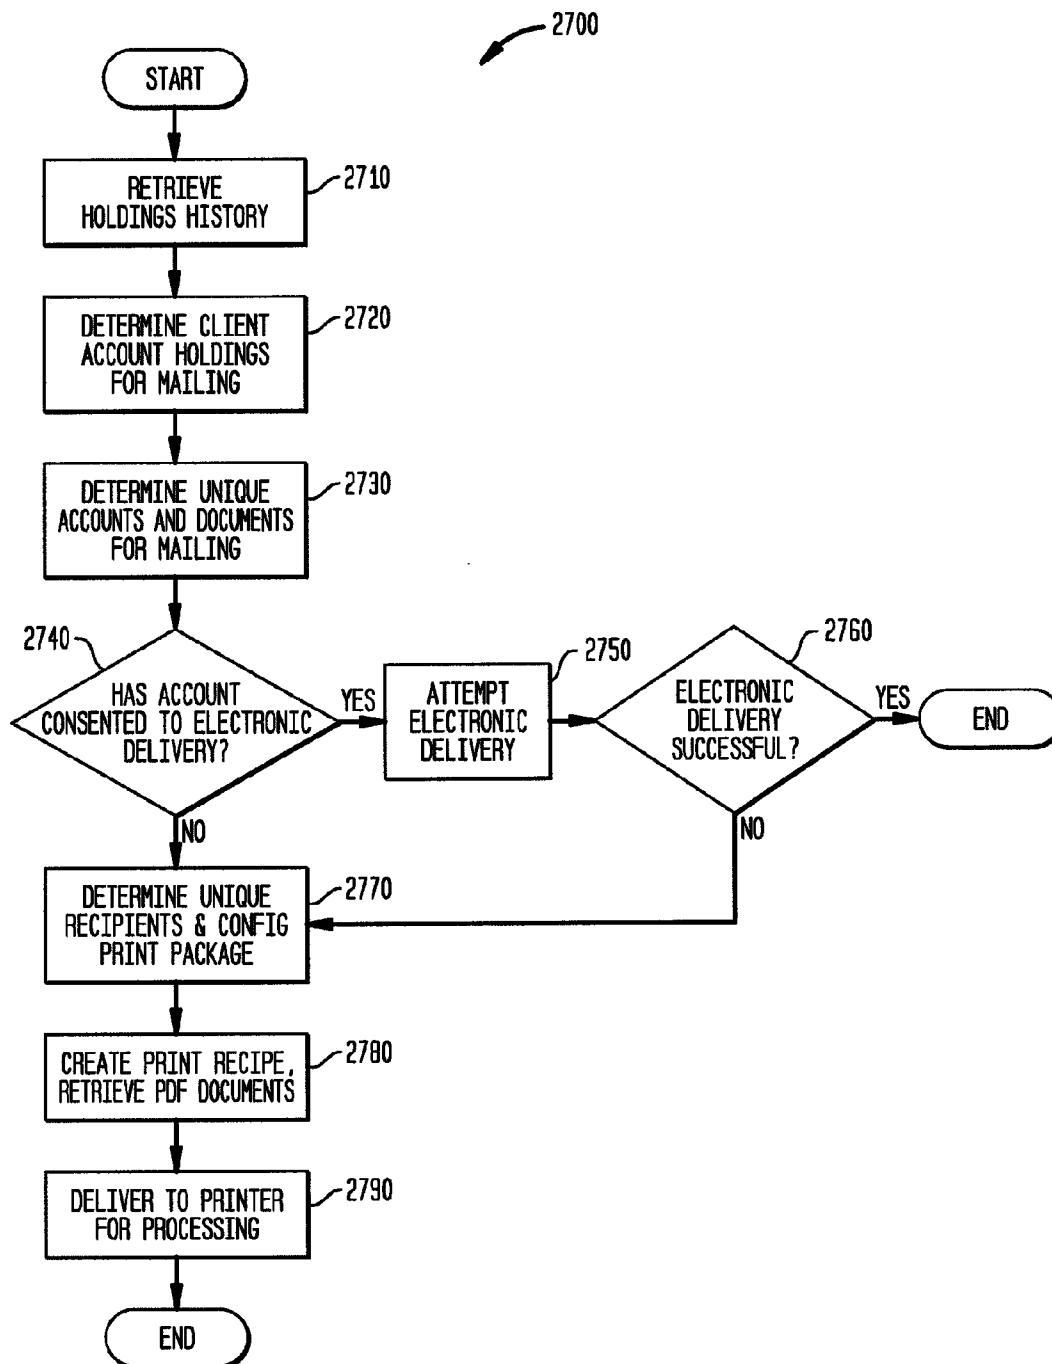 2700
START
RETRIEVE
HOLDINGS HISTORY
2710
DETERMINE CLIENT
ACCOUNT HOLDINGS
FOR MAILING
2720
DETERMINE UNIQUE
ACCOUNTS AND DOCUMENTS
FOR MAILING
2730
2740
HAS ACCOUNT
CONSENTED TO ELECTRONIC
DELIVERY?
YES
NO
2750
ATTEMPT
ELECTRONIC
DELIVERY
2760
ELECTRONIC
DELIVERY
SUCCESSFUL?
YES
END
NO
DETERMINE UNIQUE
RECIPIENTS & CONFIG
PRINT PACKAGE
2770
CREATE PRINT RECIPE,
RETRIEVE PDF DOCUMENTS
2780
DELIVER TO PRINTER
FOR PROCESSING
2790
END